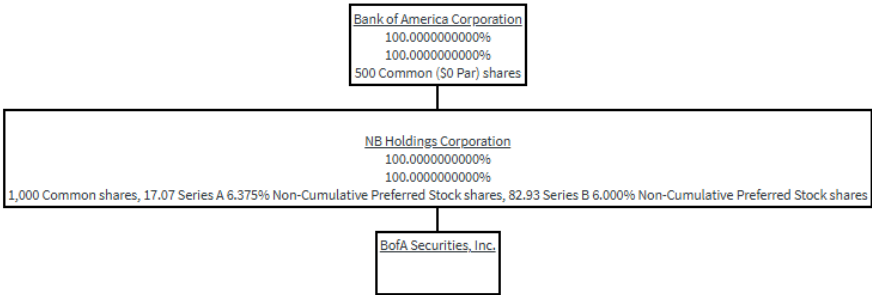 Bank of America Corporation
100.0000000000%
100.0000000000%
500 Common ($0 Par) shares
NB Holdings Corporation
100.0000000000%
100.0000000000%
1,000 Common shares, 17.07 Series A 6.375% Non-Cumulative Preferred Stock shares, 82.93 Series B 6.000% Non-Cumulative Preferred Stock shares
BofA Securities, Inc.